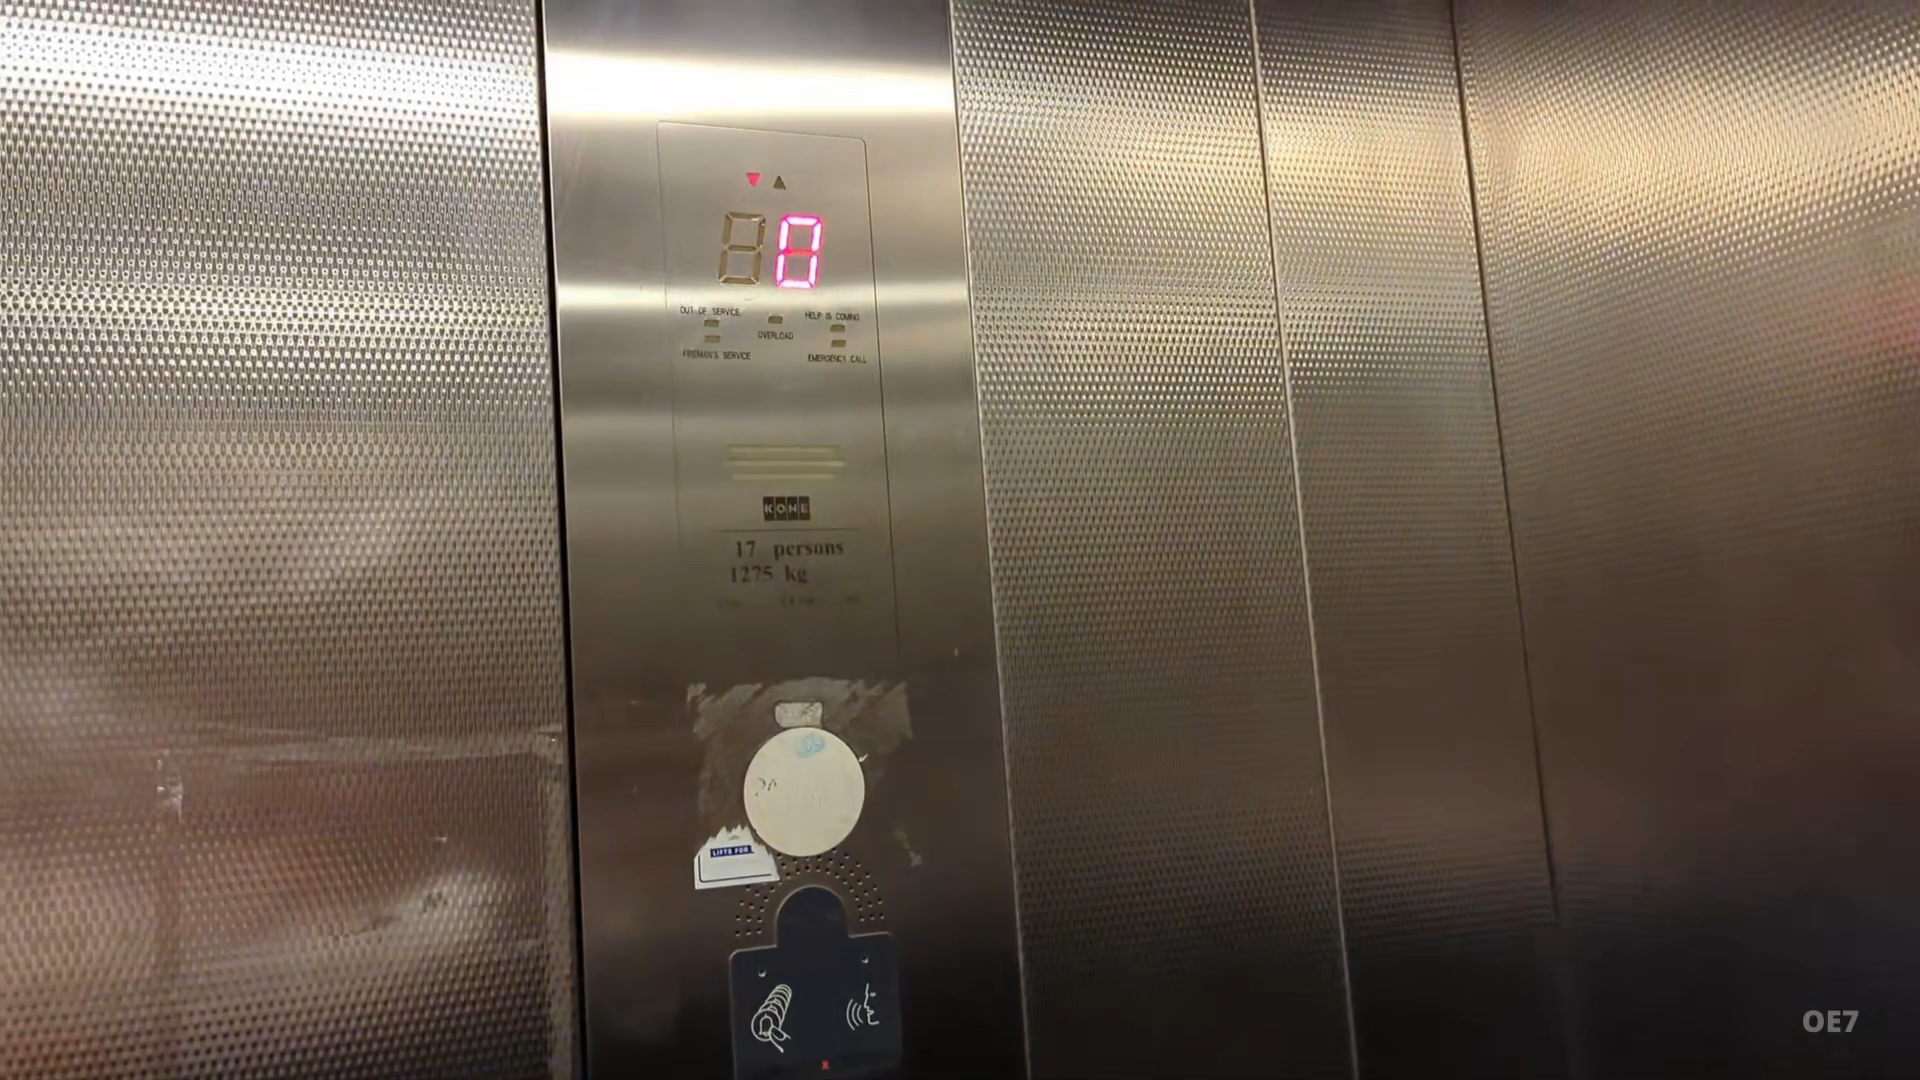 0
OUT OF SERVICE
HELP IS COMING
OVERLOAD
FIREMAN'S SERVICE
EMERGENCY CALL
KONE
17 persons
1275 kg
LIFTS FOR
OE7